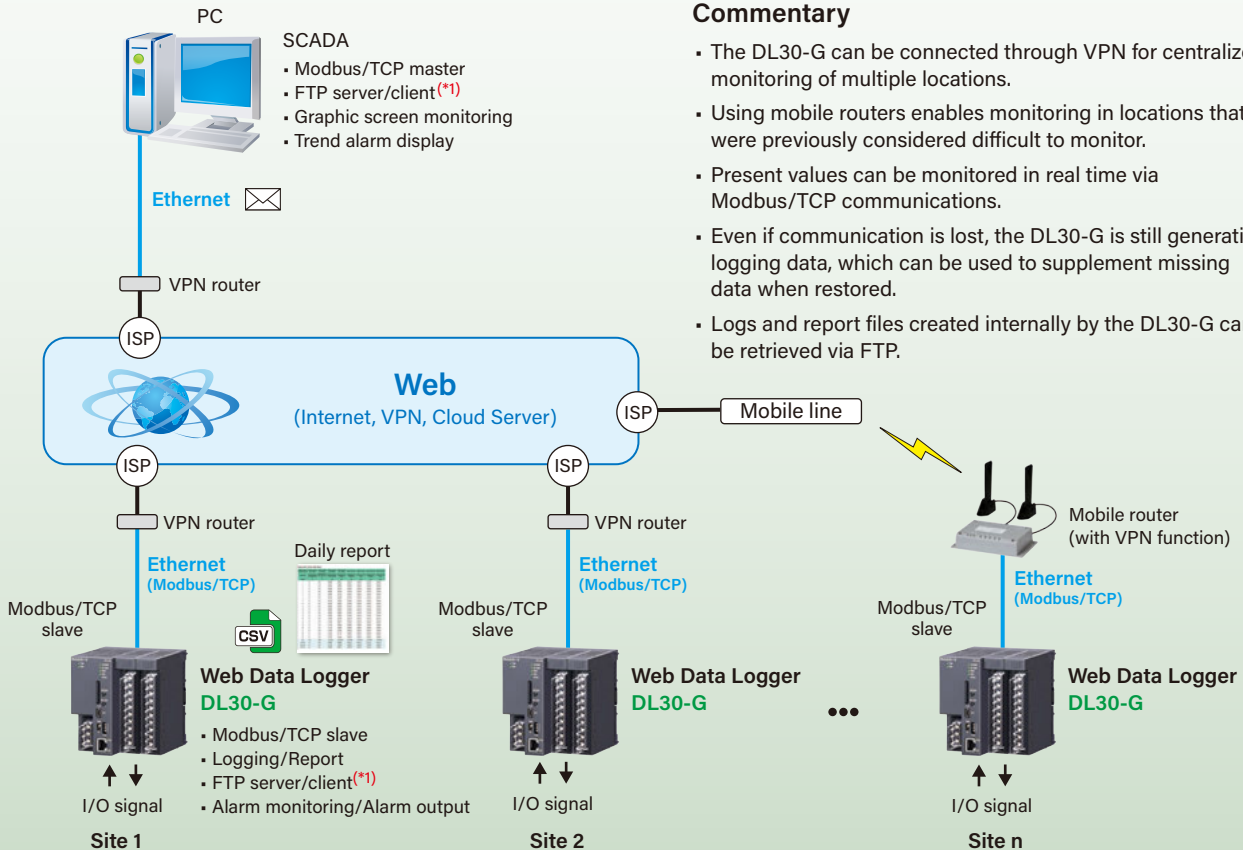 PC
SCADA
▪ Modbus/TCP master
▪ FTP server/client(*1)
▪ Graphic screen monitoring
▪ Trend alarm display
Ethernet
VPN router
ISP
Web
(Internet, VPN, Cloud Server)
ISP
Mobile line
ISP
ISP
VPN router
VPN router
Mobile router
(with VPN function)
Ethernet
(Modbus/TCP)
Daily report
CSV
Ethernet
(Modbus/TCP)
Ethernet
(Modbus/TCP)
Modbus/TCP
slave
Web Data Logger
DL30-G
▪ Modbus/TCP slave
▪ Logging/Report
▪ FTP server/client(*1)
▪ Alarm monitoring/Alarm output
I/O signal
Site 1
Modbus/TCP
slave
Web Data Logger
DL30-G
•••
I/O signal
Site 2
Modbus/TCP
slave
Web Data Logger
DL30-G
I/O signal
Site n
Commentary
▪ The DL30-G can be connected through VPN for centralize
monitoring of multiple locations.
▪ Using mobile routers enables monitoring in locations that
were previously considered difficult to monitor.
▪ Present values can be monitored in real time via
Modbus/TCP communications.
▪ Even if communication is lost, the DL30-G is still generati
logging data, which can be used to supplement missing
data when restored.
▪ Logs and report files created internally by the DL30-G ca
be retrieved via FTP.